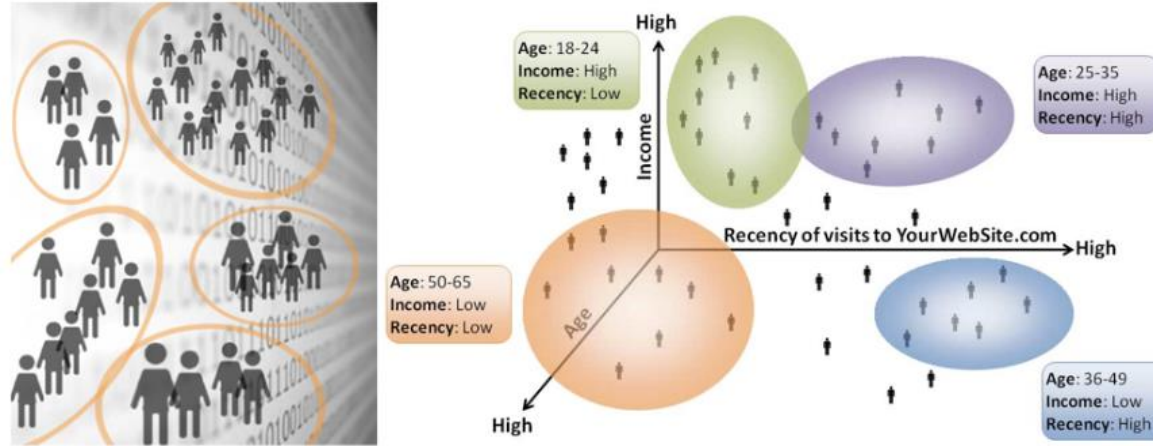 High
Age: 18-24
Income: High
Recency: Low
Income
Age: 25-35
Income: High
Recency: High
Recency of visits to YourWebSite.com
High
Age: 50-65
Income: Low
Recency: Low
Age
High
Age: 36-49
Income: Low
Recency: High